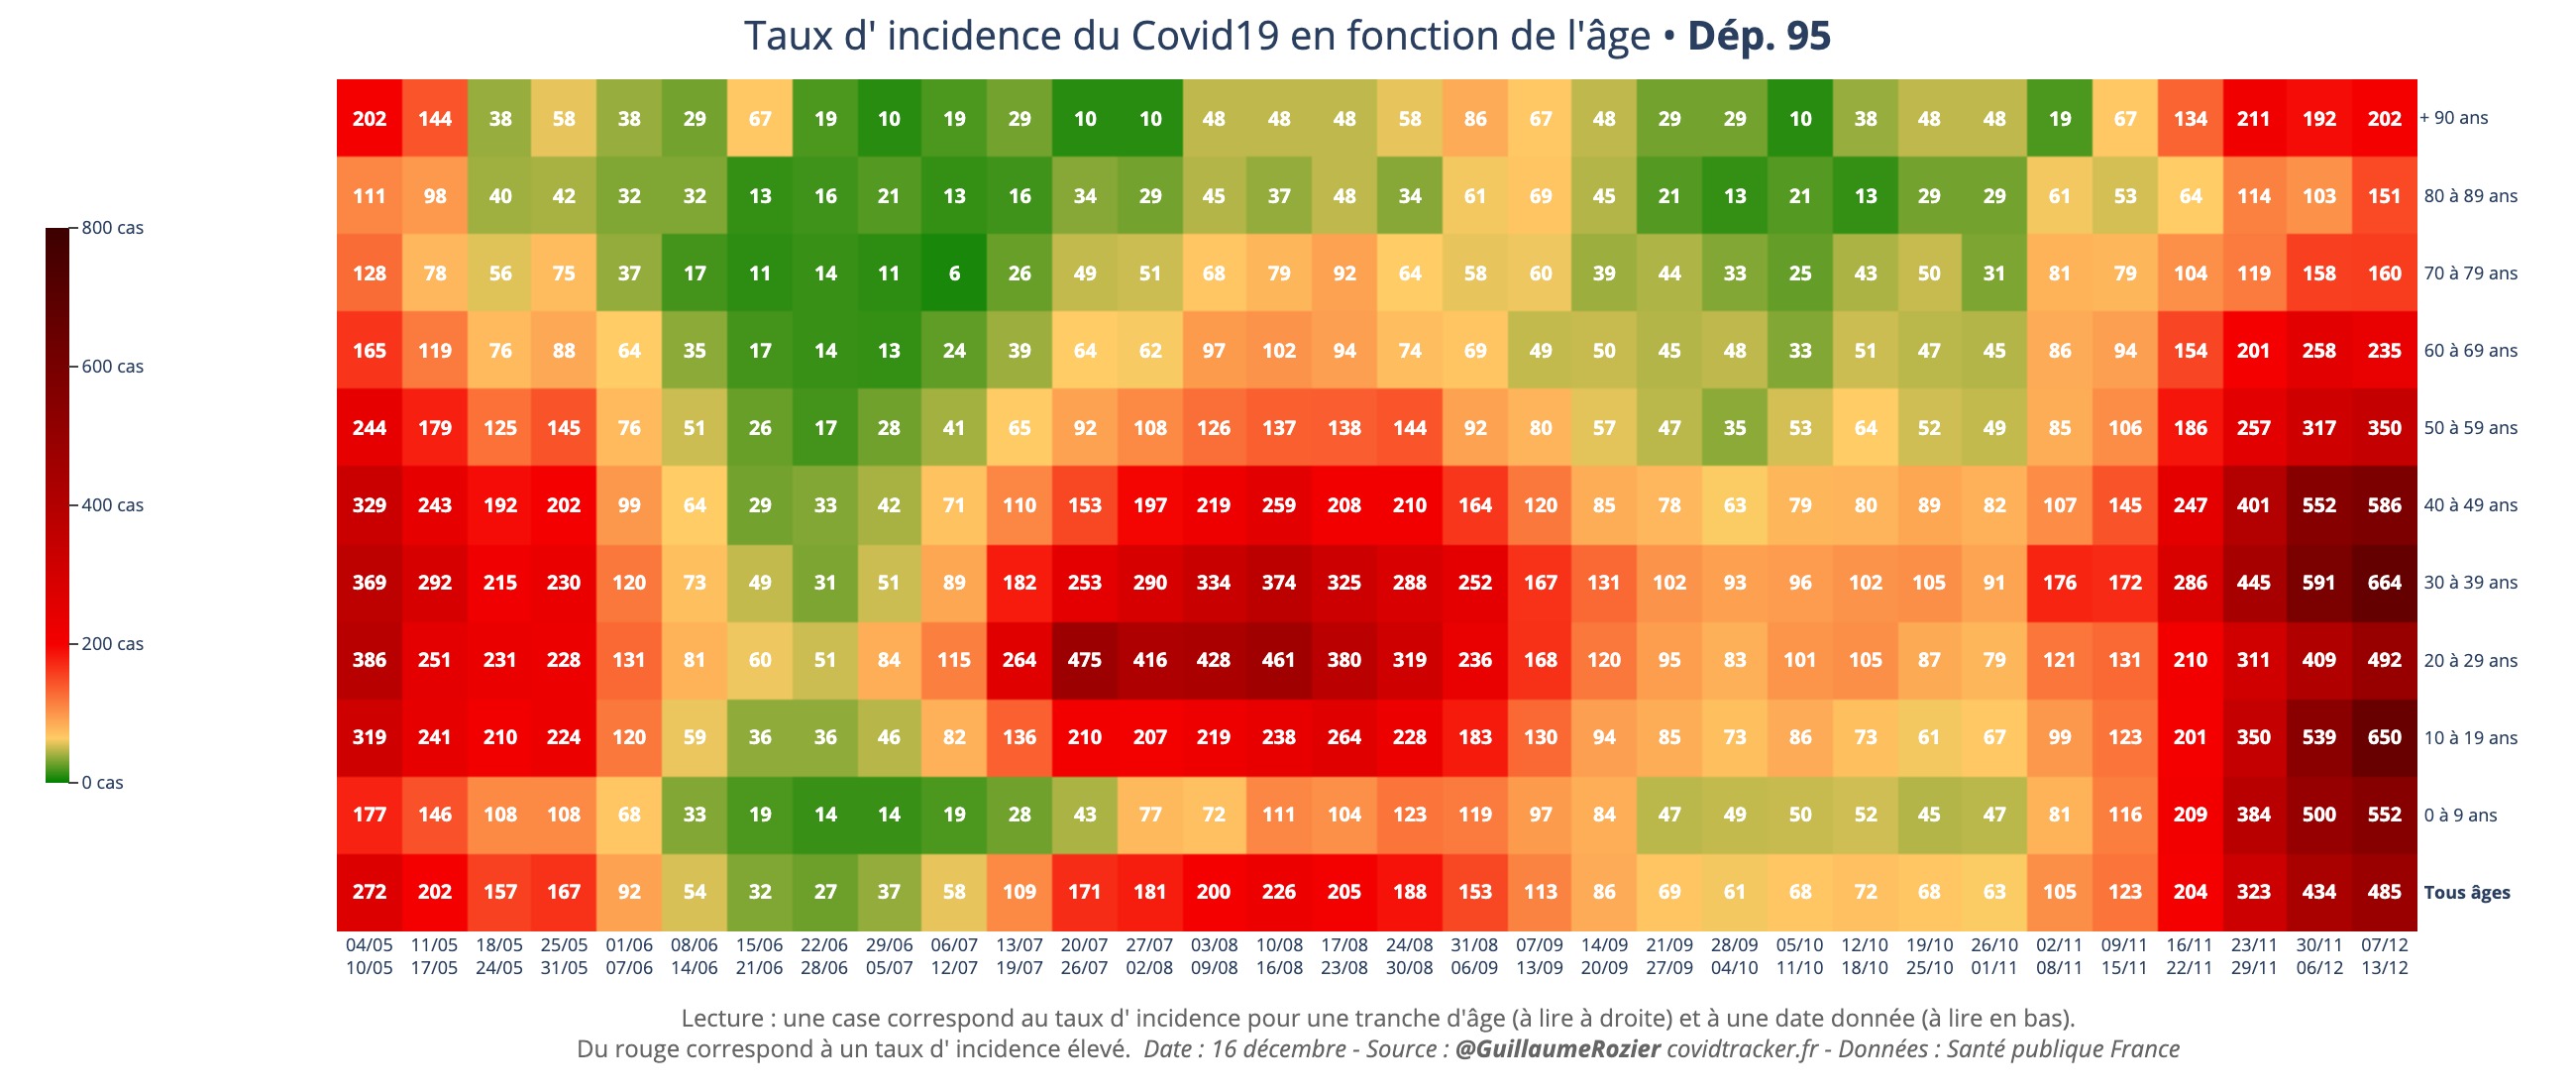 Taux d' incidence du Covid19 en fonction de l'âge • Dép. 95
202 144 38 58 38 29 67 19 10 19 29 10 10 48 48 48 58 86 67 48 29 29 10 38 48 48 19 67 134 211 192 202 + 90 ans
111 98 40 42 32 32 13 16 21 13 16 34 29 45 37 48 34 61 69 45 21 13 21 13 29 29 61 53 64 114 103 151 80 à 89 ans
128 78 56 75 37 17 11 14 11 6 26 49 51 68 79 92 64 58 60 39 44 33 25 43 50 31 81 79 104 119 158 160 70 à 79 ans
165 119 76 88 64 35 17 14 13 24 39 64 62 97 102 94 74 69 49 50 45 48 33 51 47 45 86 94 154 201 258 235 60 à 69 ans
244 179 125 145 76 51 26 17 28 41 65 92 108 126 137 138 144 92 80 57 47 35 53 64 52 49 85 106 186 257 317 350 50 à 59 ans
329 243 192 202 99 64 29 33 42 71 110 153 197 219 259 208 210 164 120 85 78 63 79 80 89 82 107 145 247 401 552 586 40 à 49 ans
369 292 215 230 120 73 49 31 51 89 182 253 290 334 374 325 288 252 167 131 102 93 96 102 105 91 176 172 286 445 591 664 30 à 39 ans
386 251 231 228 131 81 60 51 84 115 264 475 416 428 461 380 319 236 168 120 95 83 101 105 87 79 121 131 210 311 409 492 20 à 29 ans
319 241 210 224 120 59 36 36 46 82 136 210 207 219 238 264 228 183 130 94 85 73 86 73 61 67 99 123 201 350 539 650 10 à 19 ans
177 146 108 108 68 33 19 14 14 19 28 43 77 72 111 104 123 119 97 84 47 49 50 52 45 47 81 116 209 384 500 552 0 à 9 ans
272 202 157 167 92 54 32 27 37 58 109 171 181 200 226 205 188 153 113 86 69 61 68 72 68 63 105 123 204 323 434 485 Tous âges
04/05 11/05 18/05 25/05 01/06 08/06 15/06 22/06 29/06 06/07 13/07 20/07 27/07 03/08 10/08 17/08 24/08 31/08 07/09 14/09 21/09 28/09 05/10 12/10 19/10 26/10 02/11 09/11 16/11 23/11 30/11 07/12
10/05 17/05 24/05 31/05 07/06 14/06 21/06 28/06 05/07 12/07 19/07 26/07 02/08 09/08 16/08 23/08 30/08 06/09 13/09 20/09 27/09 04/10 11/10 18/10 25/10 01/11 08/11 15/11 22/11 29/11 06/12 13/12
800 cas
600 cas
400 cas
200 cas
0 cas
Lecture : une case correspond au taux d' incidence pour une tranche d'âge (à lire à droite) et à une date donnée (à lire en bas).
Du rouge correspond à un taux d' incidence élevé. Date : 16 décembre - Source : @GuillaumeRozier covidtracker.fr - Données : Santé publique France